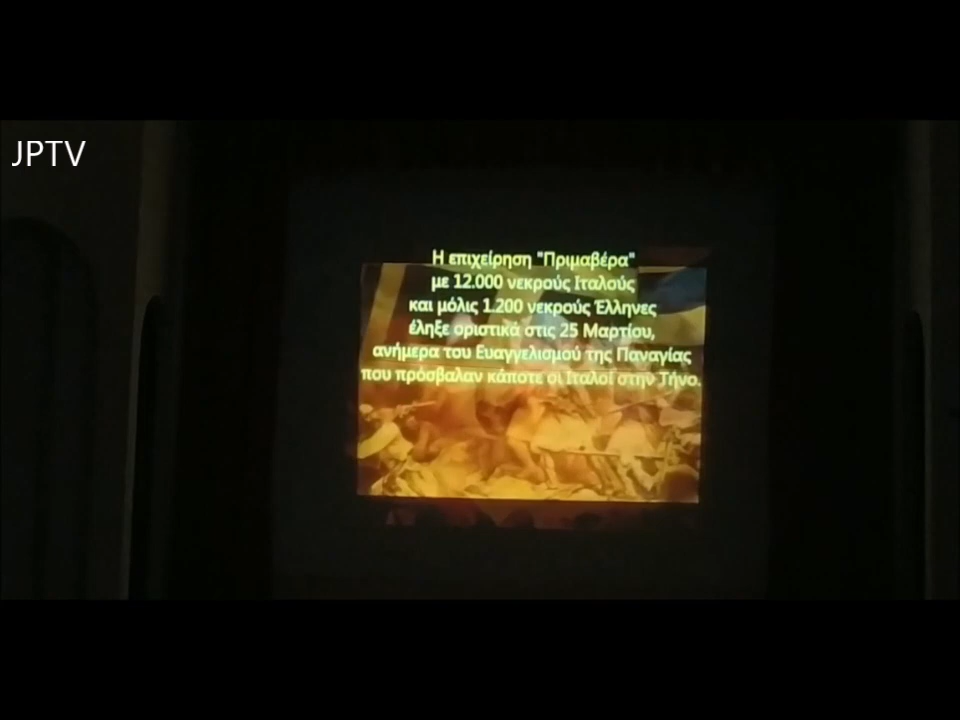 JPTV
Η επιχείρηση "Πριμαβέρα"
με 12.000 νεκρούς Ιταλούς
και μόλις 1.200 νεκρούς Έλληνες
έληξε οριστικά στις 25 Μαρτίου,
ανήμερα του Ευαγγελισμού της Παναγίας
που πρόσβαλαν κάποτε οι Ιταλοί στην Τήνο.